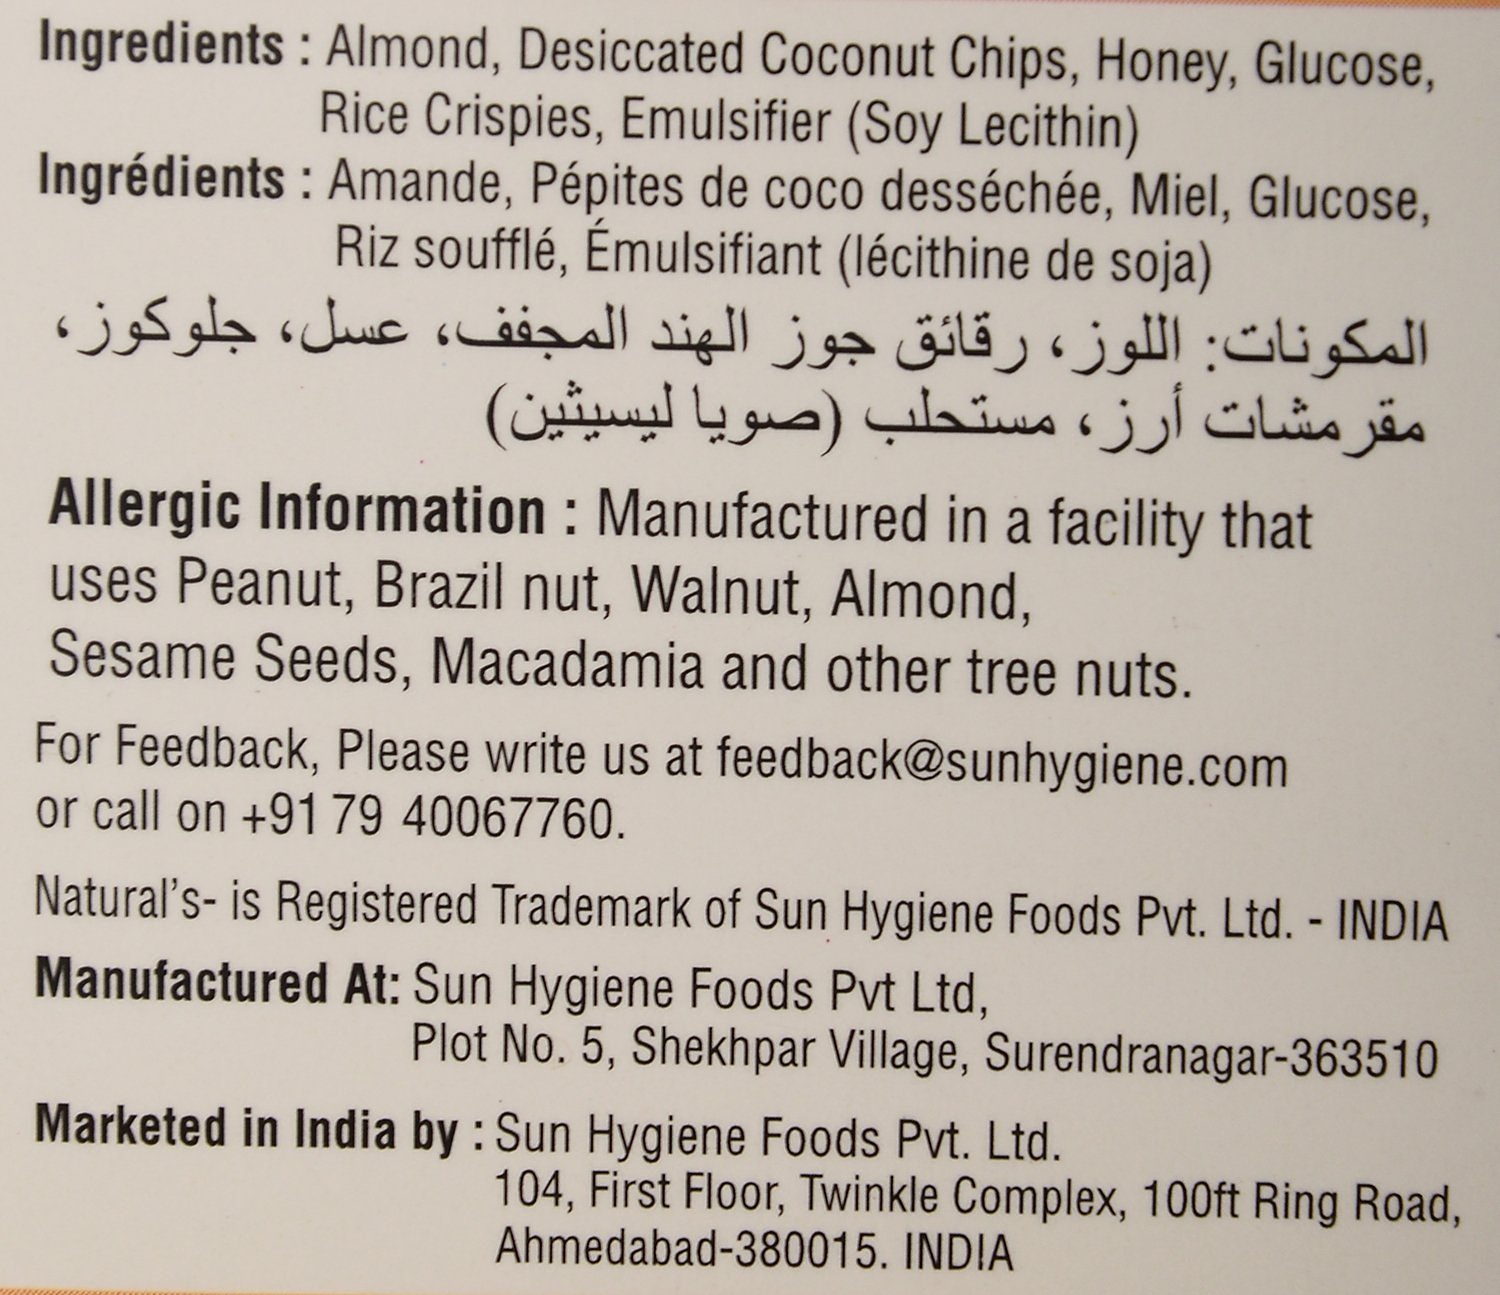 Ingredients : Almond, Desiccated Coconut Chips, Honey, Glucose,
Rice Crispies, Emulsifier (Soy Lecithin)
Ingrédients : Amande, Pépites de coco desséchée, Miel, Glucose,
Riz soufflé, Émulsifiant (lécithine de soja)
المكونات: اللوز، رقائق جوز الهند المجفف، عسل، جلوكوز،
مقرمشات أرز، مستحلب (صويا ليسيثين)
Allergic Information : Manufactured in a facility that
uses Peanut, Brazil nut, Walnut, Almond,
Sesame Seeds, Macadamia and other tree nuts.
For Feedback, Please write us at feedback@sunhygiene.com
or call on +91 79 40067760.
Natural's- is Registered Trademark of Sun Hygiene Foods Pvt. Ltd. - INDIA
Manufactured At: Sun Hygiene Foods Pvt Ltd,
Plot No. 5, Shekhpar Village, Surendranagar-363510
Marketed in India by : Sun Hygiene Foods Pvt. Ltd.
104, First Floor, Twinkle Complex, 100ft Ring Road,
Ahmedabad-380015. INDIA